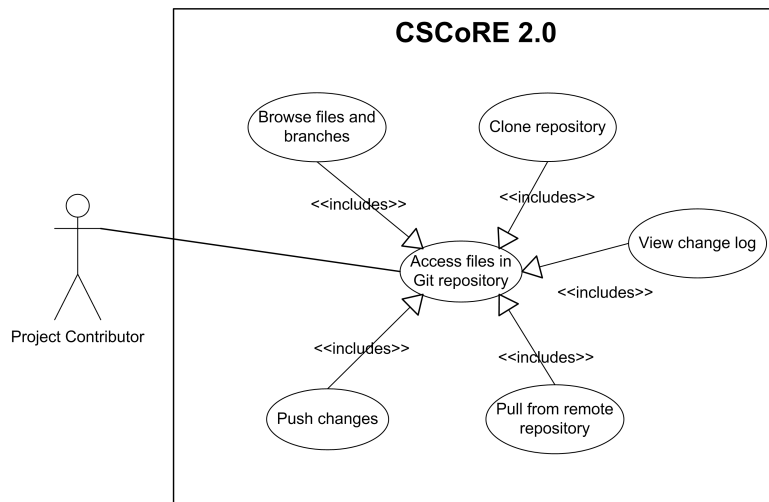 CSCoRE 2.0
Browse files and
branches
Clone repository
<<includes>>
<<includes>>
View change log
Access files in
Git repository
<<includes>>
Project Contributor
<<includes>>
<<includes>>
Push changes
Pull from remote
repository